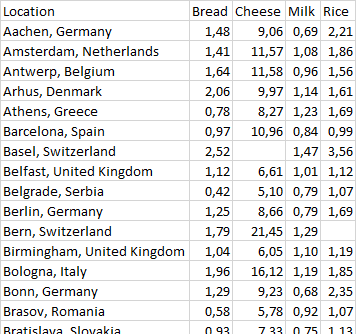 Location Bread Cheese Milk Rice
Aachen, Germany 1,48 9,06 0,69 2,21
Amsterdam, Netherlands 1,41 11,57 1,08 1,86
Antwerp, Belgium 1,64 11,58 0,96 1,56
Arhus, Denmark 2,06 9,97 1,14 1,61
Athens, Greece 0,78 8,27 1,23 1,69
Barcelona, Spain 0,97 10,96 0,84 0,99
Basel, Switzerland 2,52 1,47 3,56
Belfast, United Kingdom 1,12 6,61 1,01 1,12
Belgrade, Serbia 0,42 5,10 0,79 1,07
Berlin, Germany 1,25 8,66 0,79 1,69
Bern, Switzerland 1,79 21,45 1,29
Birmingham, United Kingdom 1,04 6,05 1,10 1,19
Bologna, Italy 1,96 16,12 1,19 1,85
Bonn, Germany 1,29 9,23 0,68 2,35
Brasov, Romania 0,58 5,78 0,92 1,07
Bratislava, Slovakia 0,93 7,33 0,75 1,13